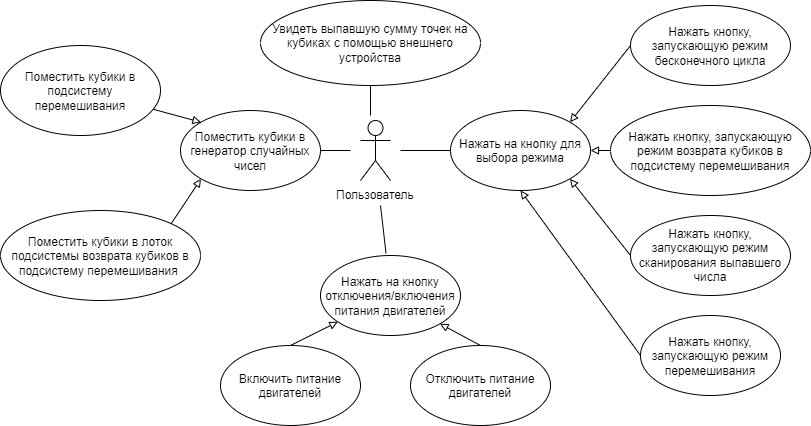 Увидеть выпавшую сумму точек на
кубиках с помощью внешнего
устройства
Нажать кнопку,
запускающую режим
бесконечного цикла
Поместить кубики в
подсистему
перемешивания
Поместить кубики в
генератор случайных
чисел
Пользователь
Нажать на кнопку для
выбора режима
Нажать кнопку, запускающую
режим возврата кубиков в
подсистему перемешивания
Поместить кубики в лоток
подсистемы возврата кубиков в
подсистему перемешивания
Нажать кнопку,
запускающую режим
сканирования выпавшего
числа
Нажать на кнопку
отключения/включения
питания двигателей
Нажать кнопку,
запускающую режим
перемешивания
Включить питание
двигателей
Отключить питание
двигателей